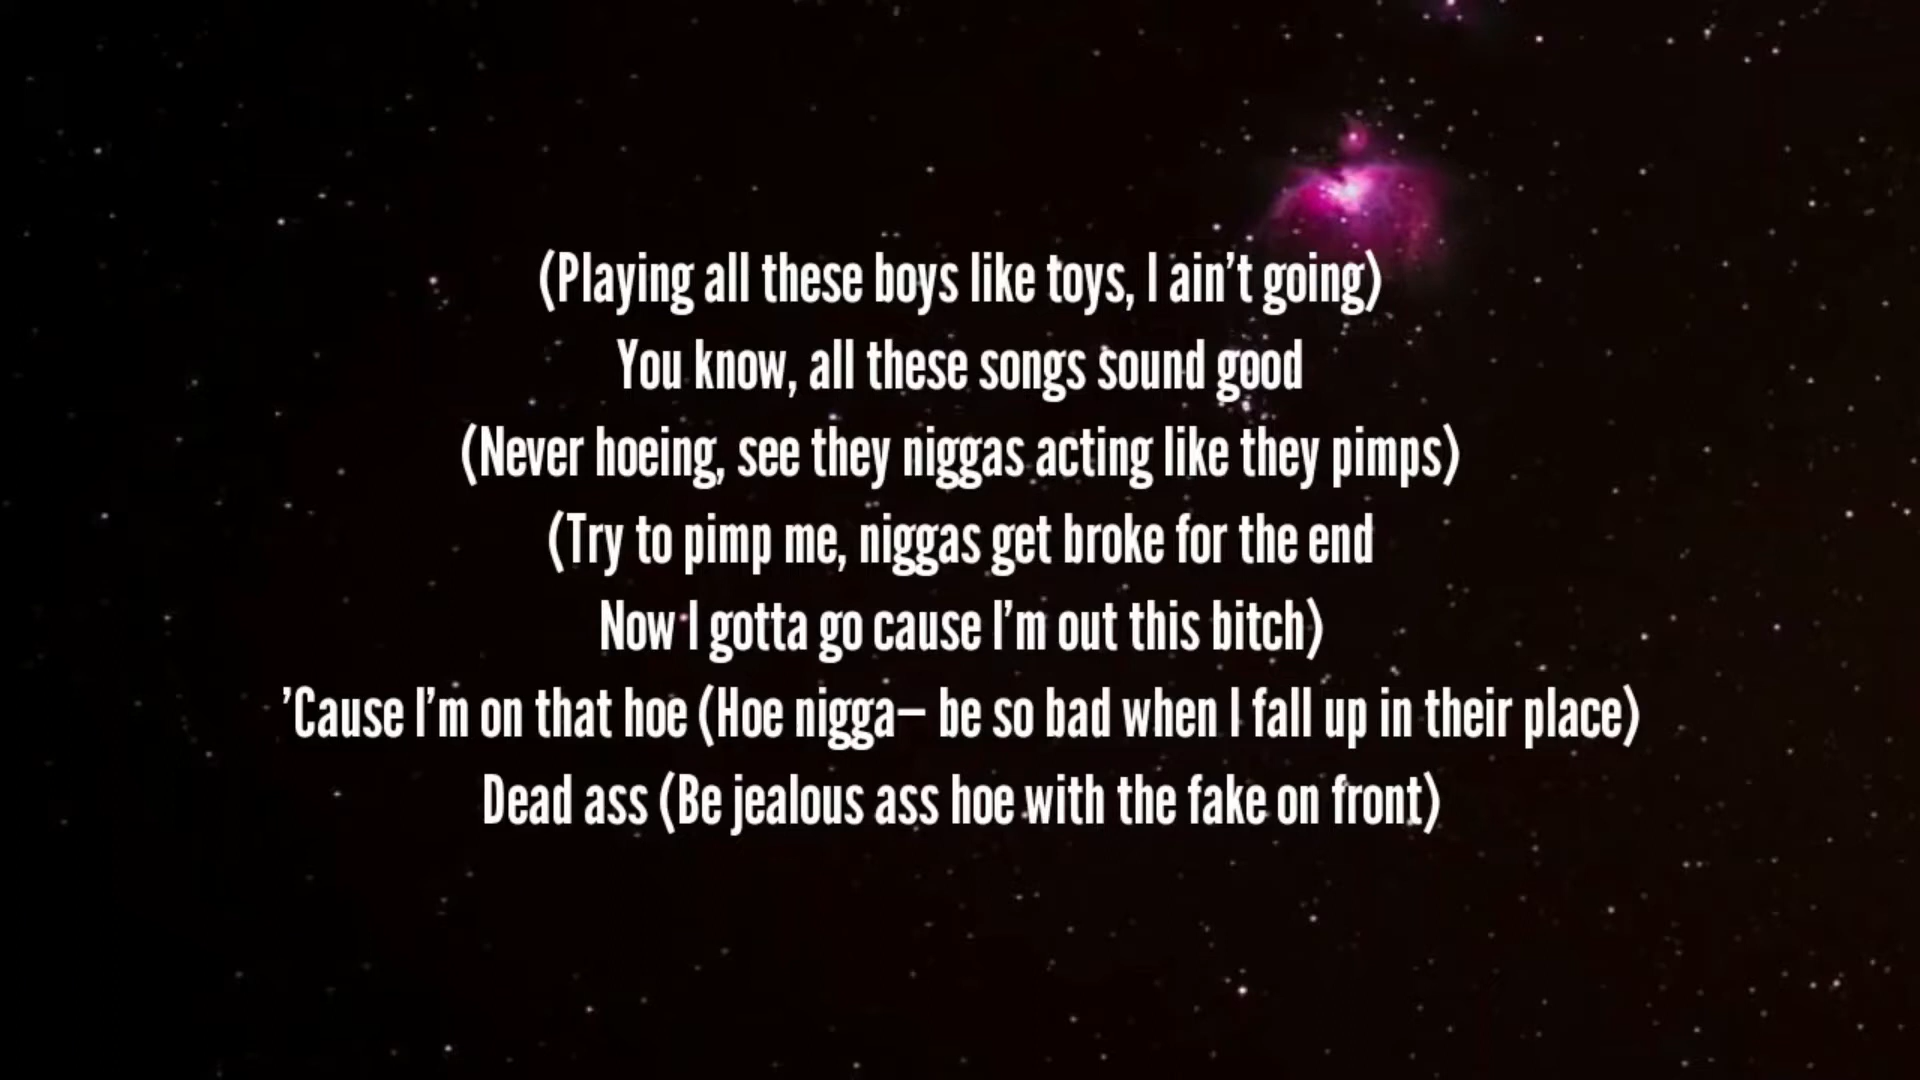 (Playing all these boys like toys, I ain't going)
You know, all these songs sound good
(Never hoeing, see they niggas acting like they pimps)
(Try to pimp me, niggas get broke for the end
Now I gotta go cause I'm out this bitch)
'Cause I'm on that hoe (Hoe nigga— be so bad when I fall up in their place)
Dead ass (Be jealous ass hoe with the fake on front)